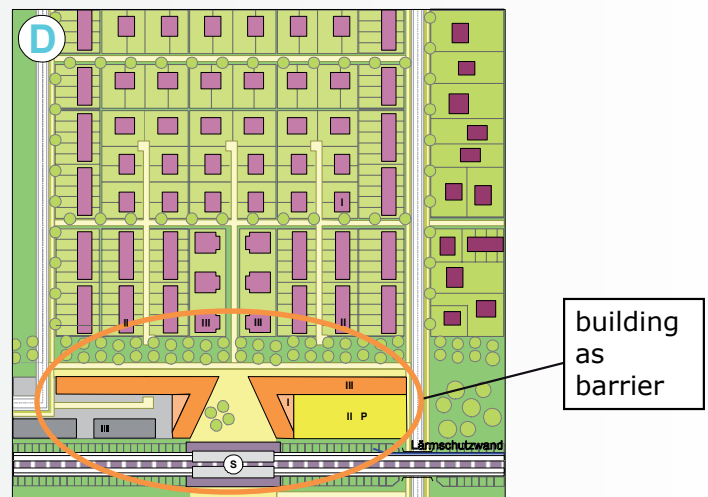 D
I
II
III
III
II
building
as
barrier
III
I
II P
III
Lärmschutzwand
S